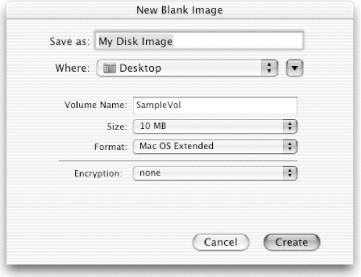 New Blank Image
Save as: My Disk Image
Where: Desktop
Volume Name: SampleVol
Size: 10 MB
Format: Mac OS Extended
Encryption: none
Cancel Create